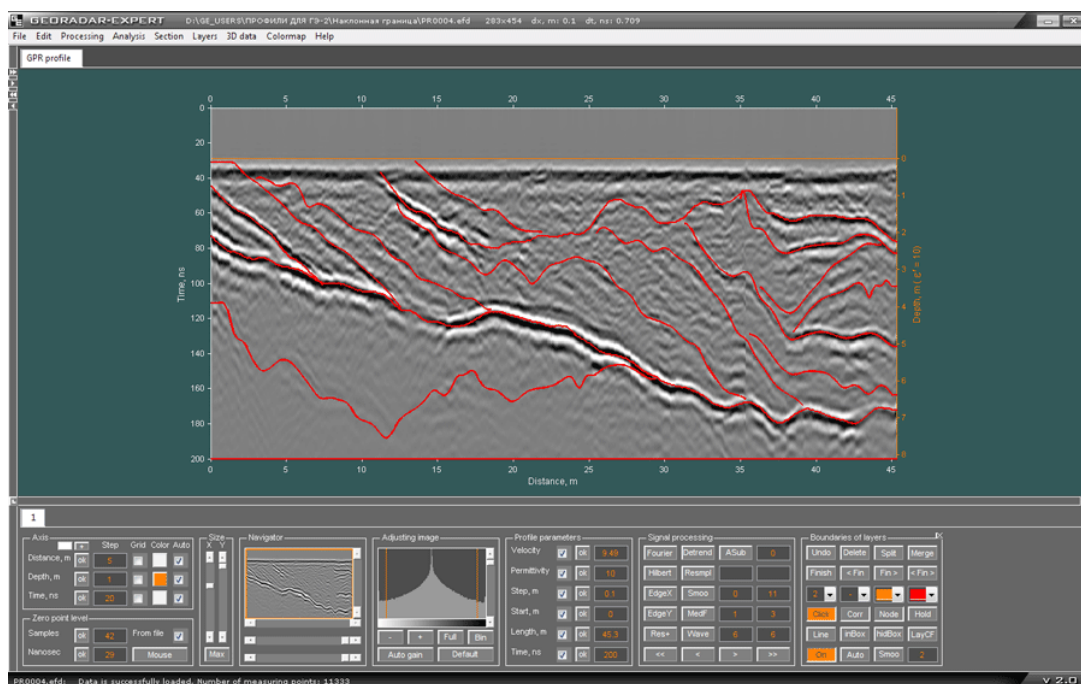 GEORADAR-EXPERT D:\GE_USERS\ПРОФИЛИ ДЛЯ ГЭ-2\Наклонная граница\PR0004.efd 283x454 dx, m: 0.1 dt, ns: 0.709
File Edit Processing Analysis Section Layers 3D data Colormap Help
GPR profile
0 5 10 15 20 25 30 35 40 45
0
20
40
60
80
100
120
140
160
180
200
Time, ns
0
1
2
3
4
5
6
7
8
Depth, m ( ε' = 10)
0 5 10 15 20 25 30 35 40 45
Distance, m
1
Axis
+ Step Grid Color Auto
Distance, m ok 5
Depth, m ok 1
Time, ns ok 20
Zero point level
Samples ok 42 From file
Nanosec ok 29 Mouse
Size
X Y
Max
Navigator
Adjusting image
- + Full Bin
Auto gain Default
Profile parameters
Velocity ok 9.49
Permittivity ok 10
Step, m ok 0.1
Start, m ok 0
Length, m ok 45.3
Time, ns ok 200
Signal processing
Fourier Detrend ASub 0
Hilbert Resmpl
EdgeX Smoo 0 11
EdgeY MedF 1 3
Res+ Wave 6 6
<< < > >>
Boundaries of layers
Undo Delete Split Merge
Finish < Fin Fin > < Fin >
2 -
Click Corr Node Hold
Line inBox hidBox LayCF
On Auto Smoo 2
PR0004.efd: Data is successfully loaded. Number of measuring points: 11333
v 2.0